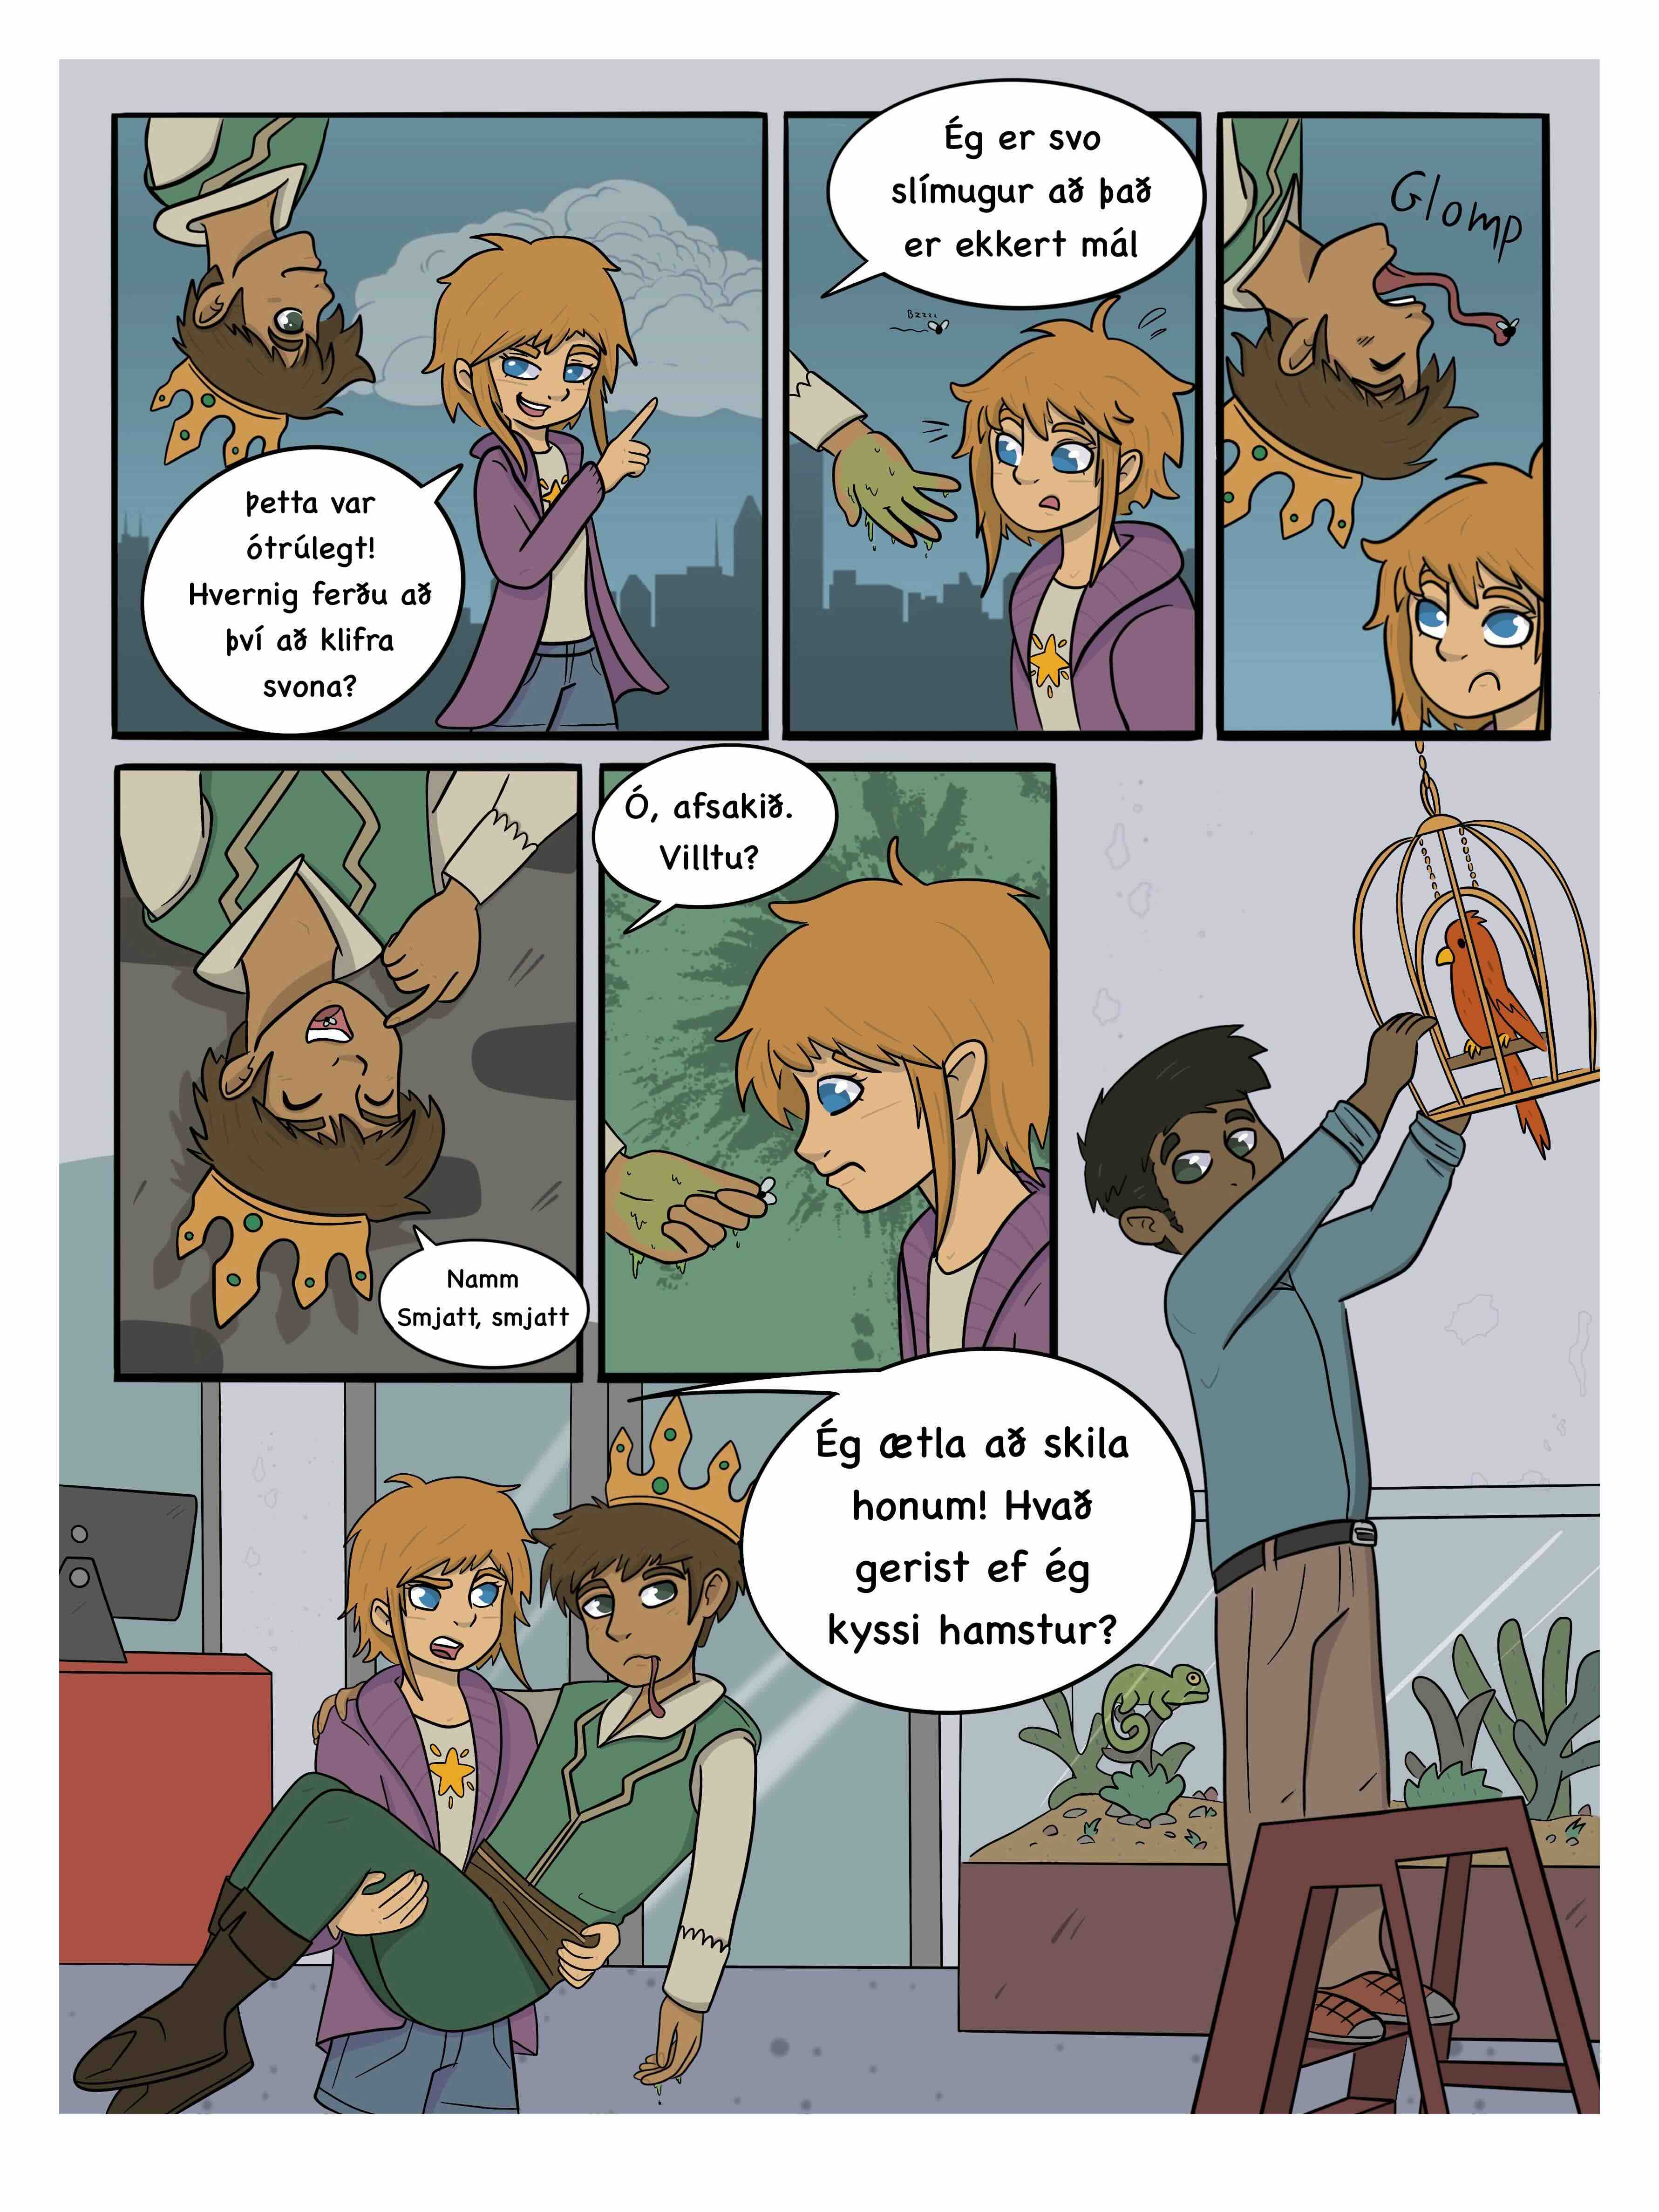 Þetta var
ótrúlegt!
Hvernig ferðu að
því að klifra
svona?
Ég er svo
slímugur að það
er ekkert mál
Bzzzz
Glomp
Namm
Smjatt, smjatt
Ó, afsakið.
Villtu?
Ég ætla að skila
honum! Hvað
gerist ef ég
kyssi hamstur?